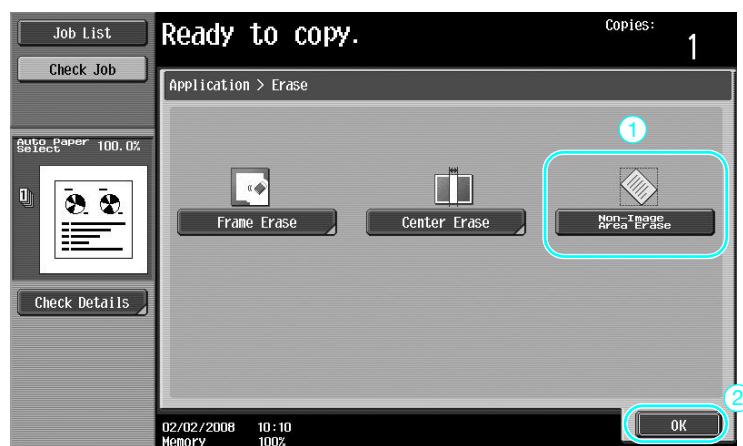 Job List
Ready to copy.
Copies:
1
Check Job
Application > Erase
1
Auto Paper
Select
100.0%
Frame Erase
Center Erase
Non-Image
Area Erase
Check Details
2
02/02/2008 10:10
Memory 100%
OK